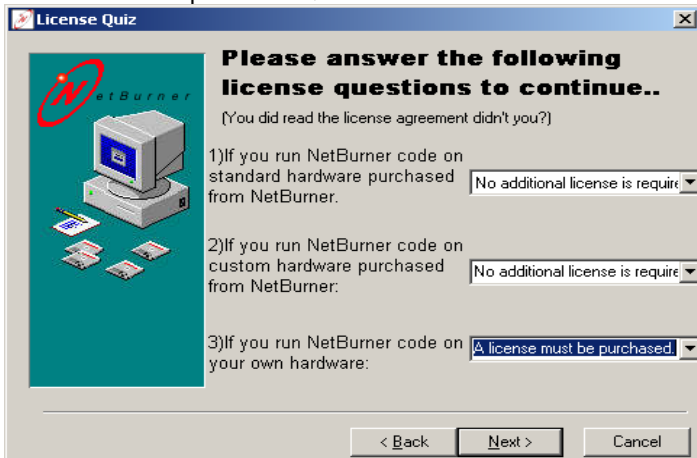 License Quiz
NetBurner
Please answer the following
license questions to continue..
(You did read the license agreement didn't you?)
1)If you run NetBurner code on
standard hardware purchased
from NetBurner.
No additional license is require
2)If you run NetBurner code on
custom hardware purchased
from NetBurner:
No additional license is require
3)If you run NetBurner code on
your own hardware:
A license must be purchased.
< Back
Next >
Cancel